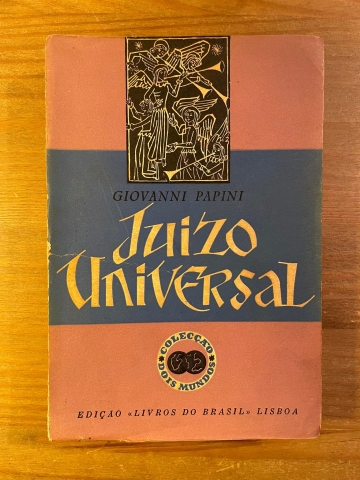 GIOVANNI PAPINI
JUIZO
UNIVERSAL
COLECÇÃO
DOIS MUNDOS
EDIÇÃO «LIVROS DO BRASIL» LISBOA